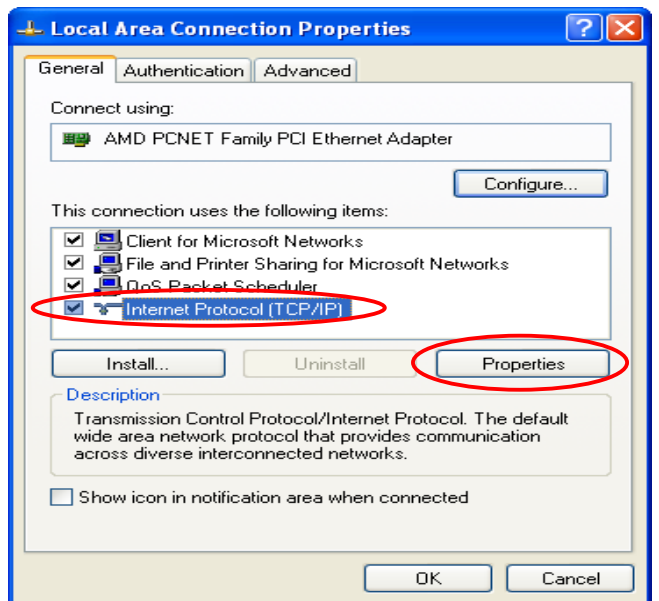 Local Area Connection Properties
General Authentication Advanced
Connect using:
AMD PCNET Family PCI Ethernet Adapter
Configure...
This connection uses the following items:
Client for Microsoft Networks
File and Printer Sharing for Microsoft Networks
QoS Packet Scheduler
Internet Protocol (TCP/IP)
Install... Uninstall Properties
Description
Transmission Control Protocol/Internet Protocol. The default
wide area network protocol that provides communication
across diverse interconnected networks.
Show icon in notification area when connected
OK Cancel